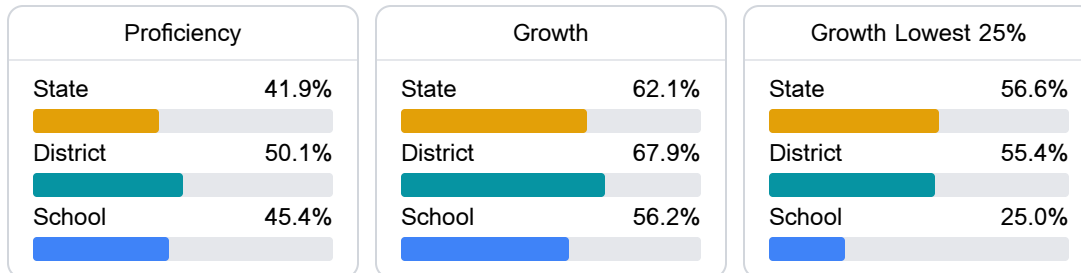 Proficiency
State 41.9%
District 50.1%
School 45.4%
Growth
State 62.1%
District 67.9%
School 56.2%
Growth Lowest 25%
State 56.6%
District 55.4%
School 25.0%